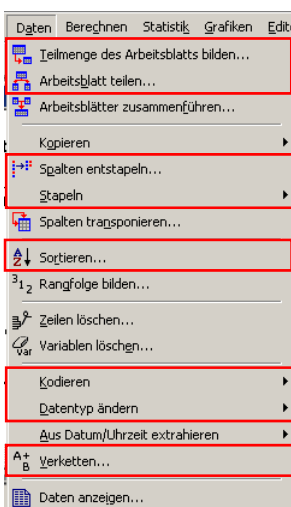 Daten Berechnen Statistik Grafiken Edit
Teilmenge des Arbeitsblatts bilden...
Arbeitsblatt teilen...
Arbeitsblätter zusammenführen...
Kopieren
Spalten entstapeln...
Stapeln
Spalten transponieren...
Sortieren...
Rangfolge bilden...
Zeilen löschen...
Variablen löschen...
Kodieren
Datentyp ändern
Aus Datum/Uhrzeit extrahieren
Verketten...
Daten anzeigen...